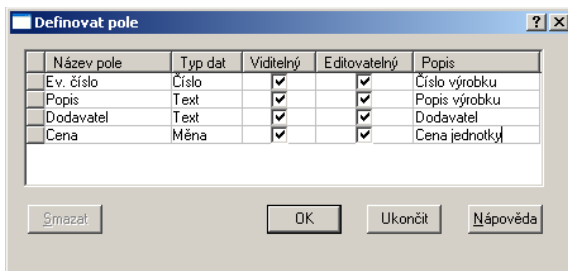 Definovat pole
Název pole Typ dat Viditelný Editovatelný Popis
Ev. číslo Číslo Číslo výrobku
Popis Text Popis výrobku
Dodavatel Text Dodavatel
Cena Měna Cena jednotky
Smazat OK Ukončit Nápověda